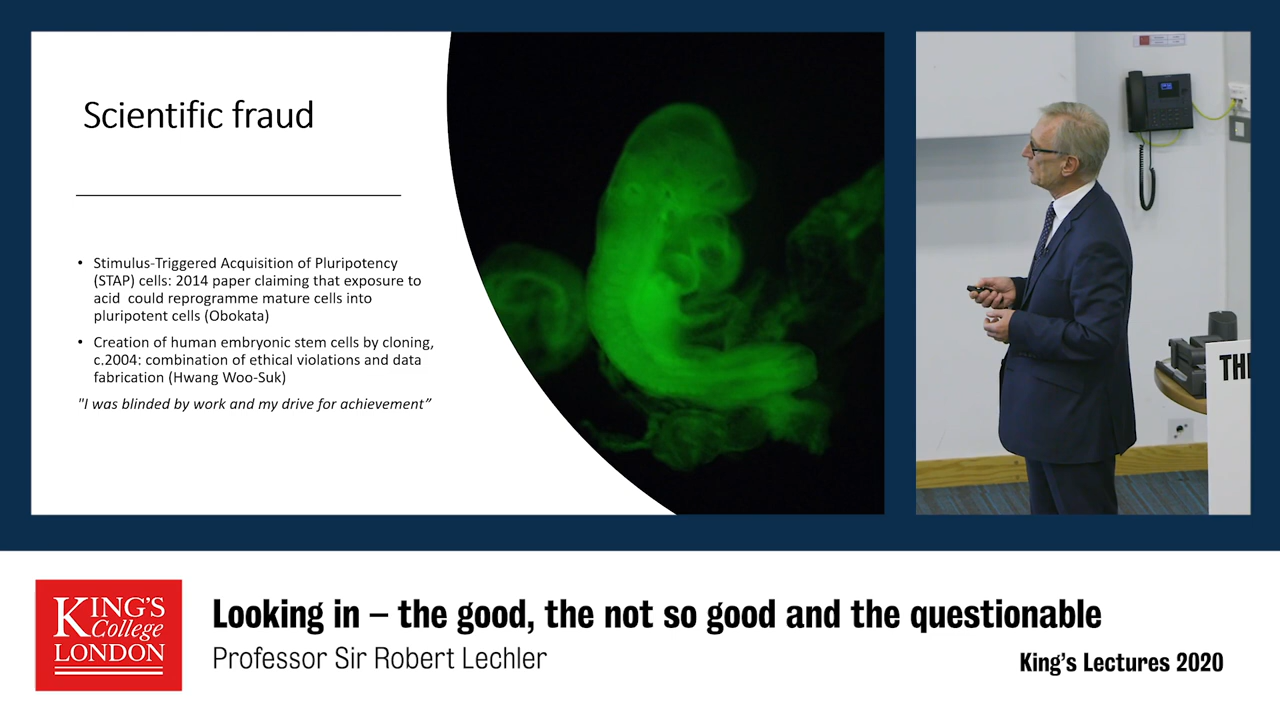 Scientific fraud
• Stimulus-Triggered Acquisition of Pluripotency
(STAP) cells: 2014 paper claiming that exposure to
acid could reprogramme mature cells into
pluripotent cells (Obokata)
• Creation of human embryonic stem cells by cloning,
c.2004: combination of ethical violations and data
fabrication (Hwang Woo-Suk)
"I was blinded by work and my drive for achievement”
TH
KING'S
College
LONDON
Looking in – the good, the not so good and the questionable
Professor Sir Robert Lechler
King's Lectures 2020